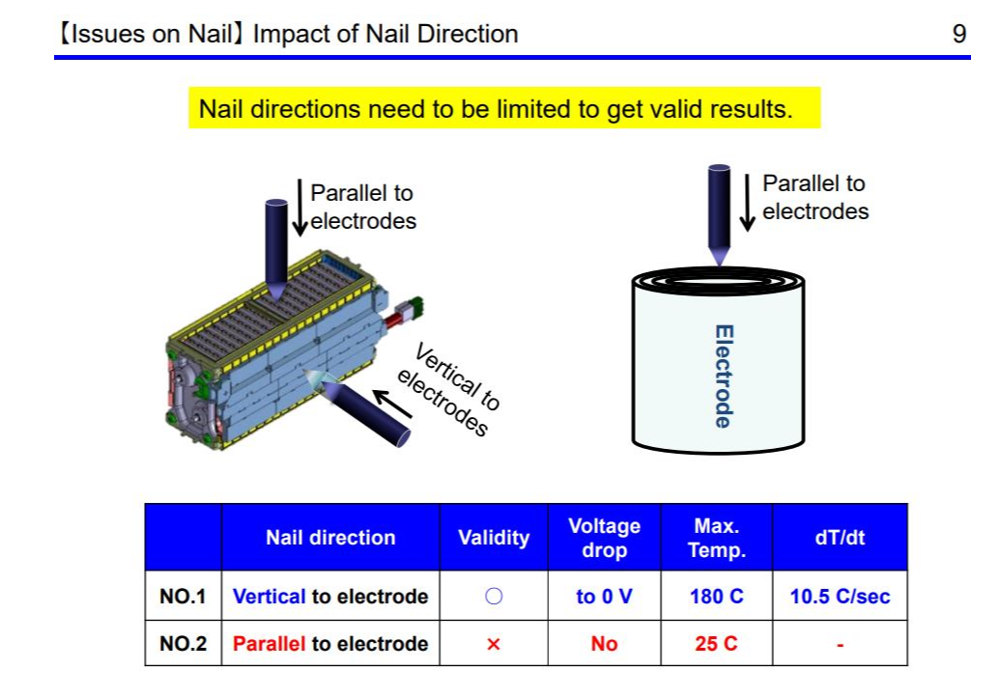 【Issues on Nail】 Impact of Nail Direction 9
Nail directions need to be limited to get valid results.
Parallel to
electrodes
Vertical to
electrodes
Parallel to
electrodes
Electrode
Nail direction Validity Voltage drop Max. Temp. dT/dt
NO.1 Vertical to electrode ○ to 0 V 180 C 10.5 C/sec
NO.2 Parallel to electrode × No 25 C -